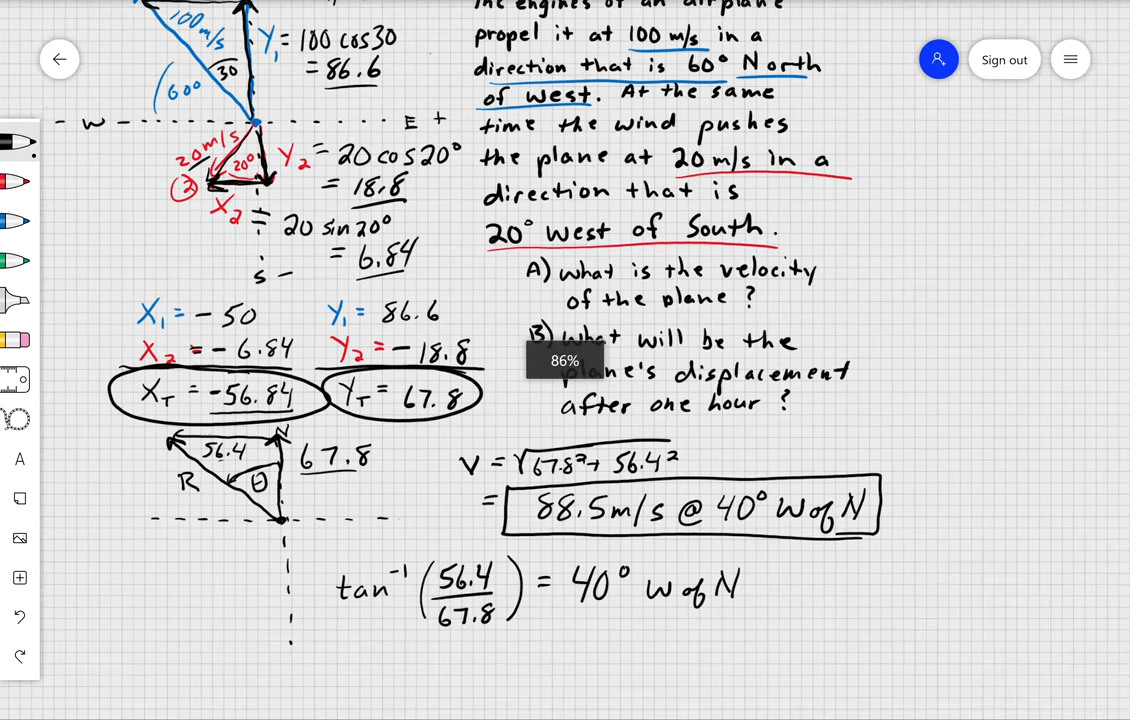 the engines of an airplane
propel it at 100 m/s in a
direction that is 60° North
of west. At the same
time the wind pushes
the plane at 20 m/s in a
direction that is
20° west of South.
A) what is the velocity
of the plane?
B) what will be the
plane's displacement
after one hour?
86%
Sign out
100 m/s
Y1 = 100 cos30
= 86.6
30
60°
W
E +
20 m/s
20°
2
Y2 = 20 cos 20°
= 18.8
X2 = 20 sin 20°
= 6.84
S -
X1 = - 50
Y1 = 86.6
X2 = - 6.84
Y2 = - 18.8
XT = -56.84
YT = 67.8
N
56.4
67.8
R
θ
V = √67.8² + 56.4²
= 88.5 m/s @ 40° W of N
tan⁻¹ (56.4/67.8) = 40° W of N
A